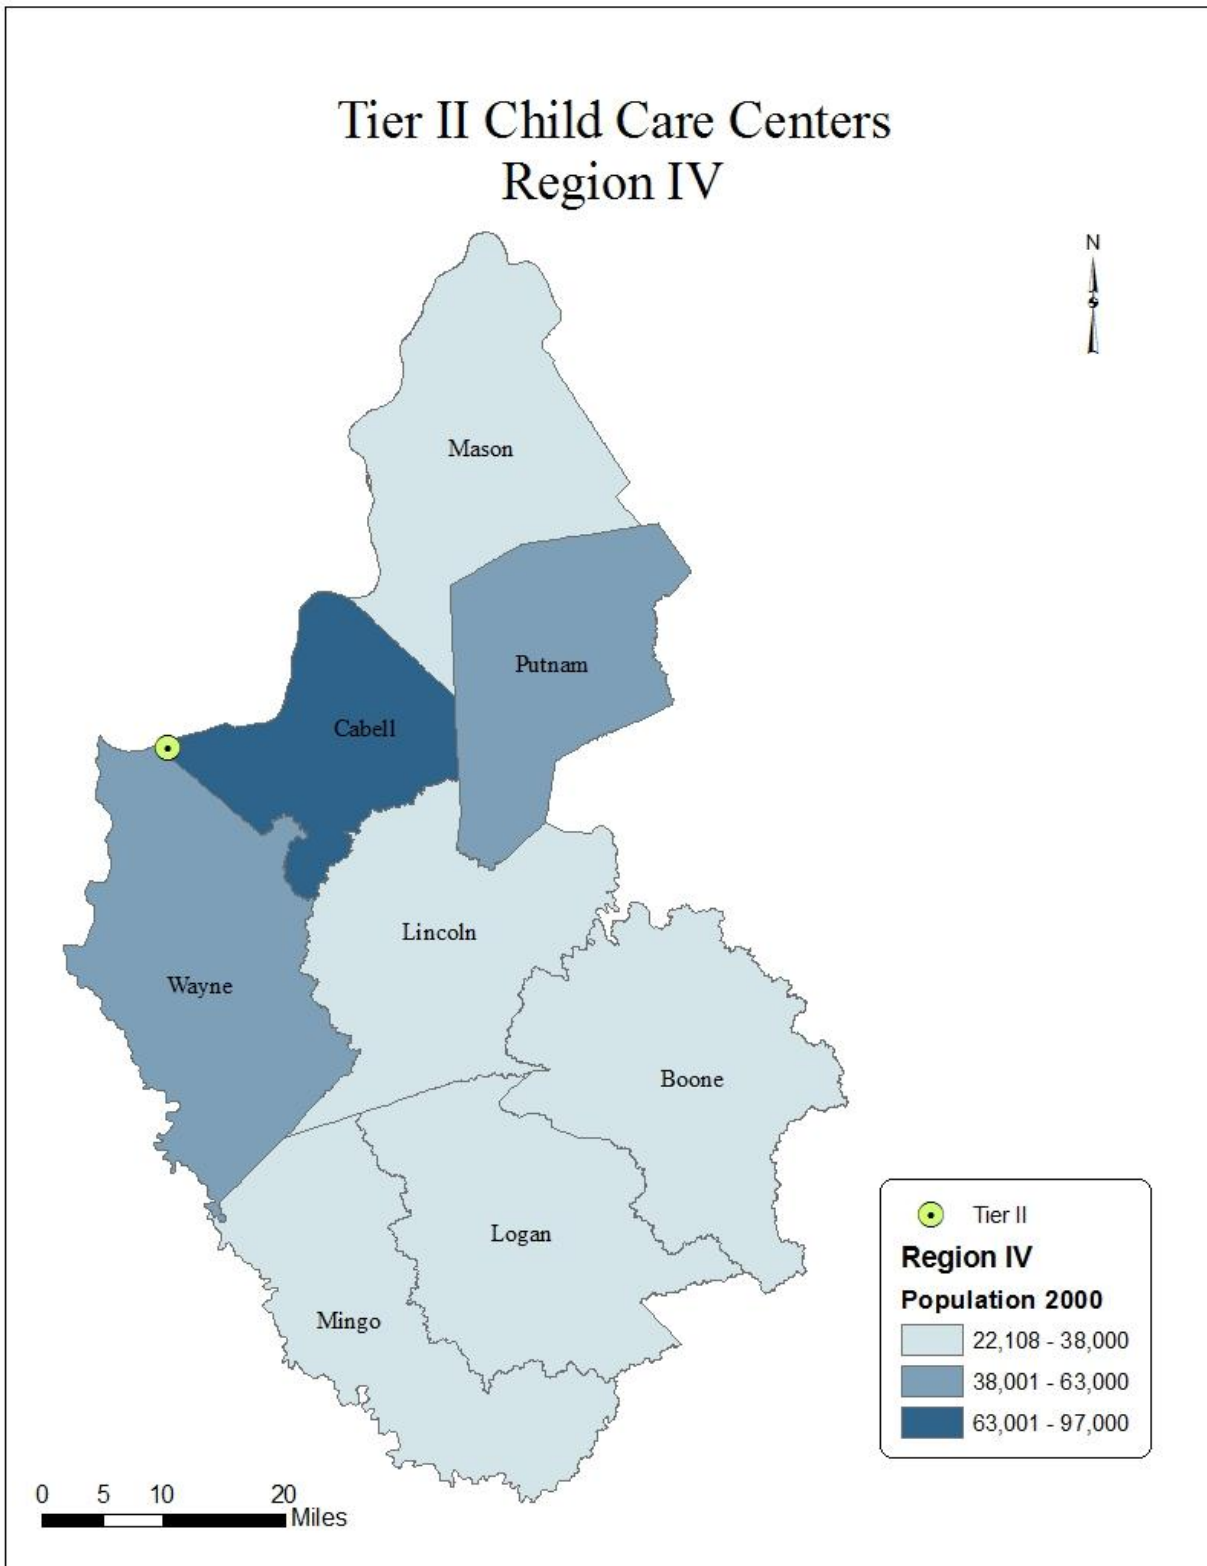 Tier II Child Care Centers
Region IV
N
Mason
Putnam
Cabell
Lincoln
Wayne
Boone
Logan
Mingo
Tier II
Region IV
Population 2000
22,108 - 38,000
38,001 - 63,000
63,001 - 97,000
0 5 10 20
Miles